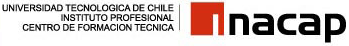 UNIVERSIDAD TECNOLOGICA DE CHILE
INSTITUTO PROFESIONAL
CENTRO DE FORMACION TECNICA
inacap